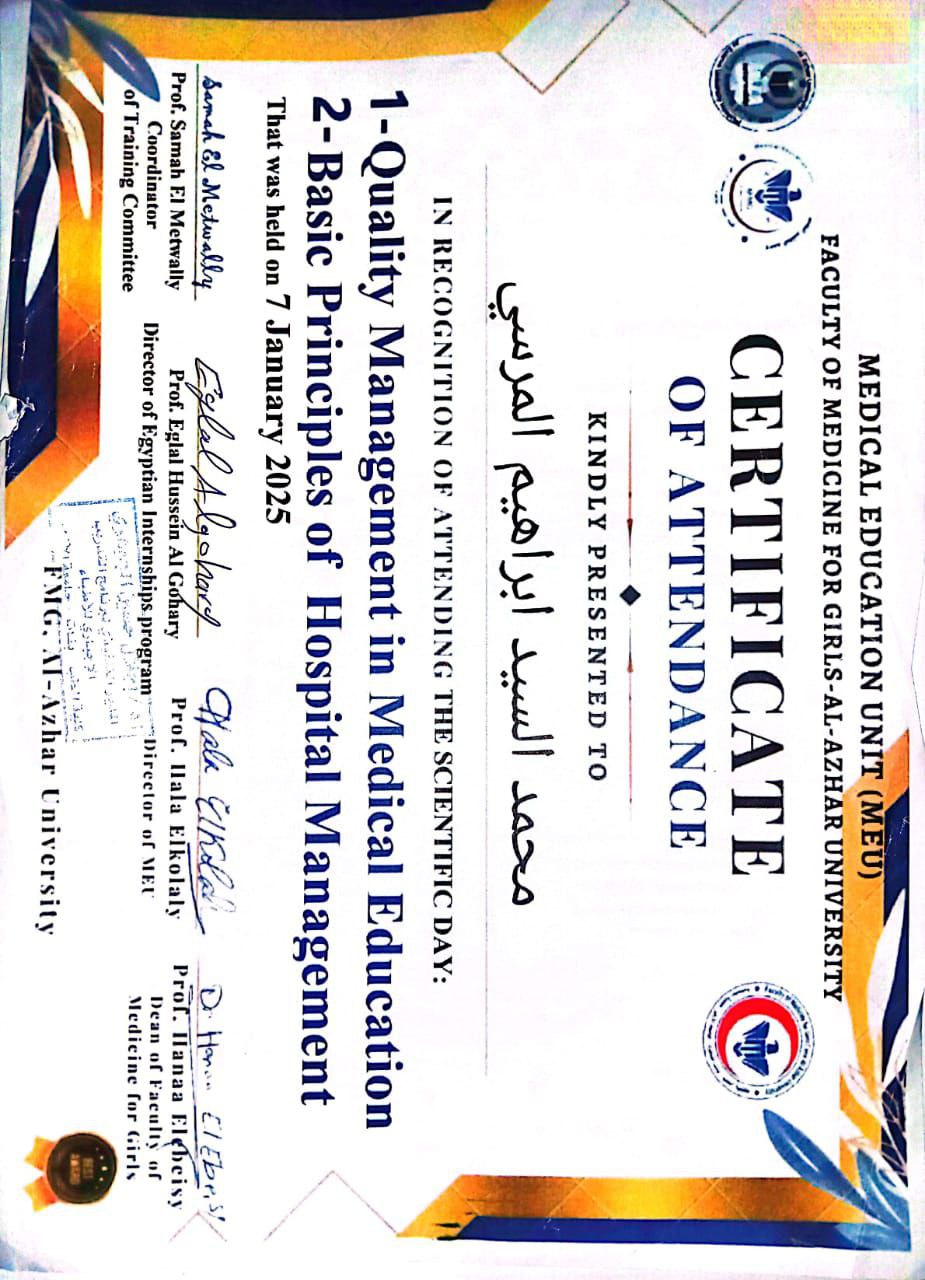 MEDICAL EDUCATION UNIT (MEU)
FACULTY OF MEDICINE FOR GIRLS-AL-AZHAR UNIVERSITY
CERTIFICATE
OF ATTENDANCE
KINDLY PRESENTED TO
محمد السيد ابراهيم المرسي
IN RECOGNITION OF ATTENDING THE SCIENTIFIC DAY:
1-Quality Management in Medical Education
2-Basic Principles of Hospital Management
That was held on 7 January 2025
Samah El Metwally
Prof. Samah El Metwally
Coordinator
of Training Committee
Eglal Algohary
Prof. Eglal Hussein Al Gohary
Director of Egyptian Internships program
Hala Elkolaly
Prof. Hala Elkolaly
Director of MEU
Dr Hanaa El Ebeisy
Prof. Hanaa Elebeisy
Dean of Faculty of
Medicine for Girls
FMG. Al-Azhar University